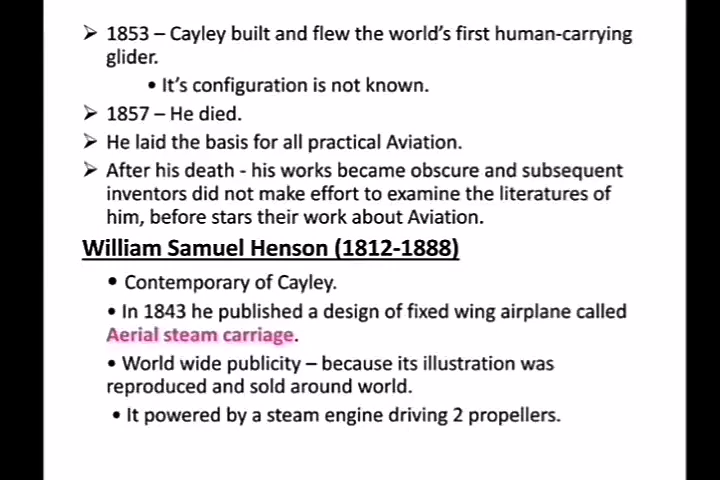 ➢ 1853 – Cayley built and flew the world's first human-carrying
glider.
• It's configuration is not known.
➢ 1857 – He died.
➢ He laid the basis for all practical Aviation.
➢ After his death - his works became obscure and subsequent
inventors did not make effort to examine the literatures of
him, before stars their work about Aviation.
William Samuel Henson (1812-1888)
• Contemporary of Cayley.
• In 1843 he published a design of fixed wing airplane called
Aerial steam carriage.
• World wide publicity – because its illustration was
reproduced and sold around world.
• It powered by a steam engine driving 2 propellers.